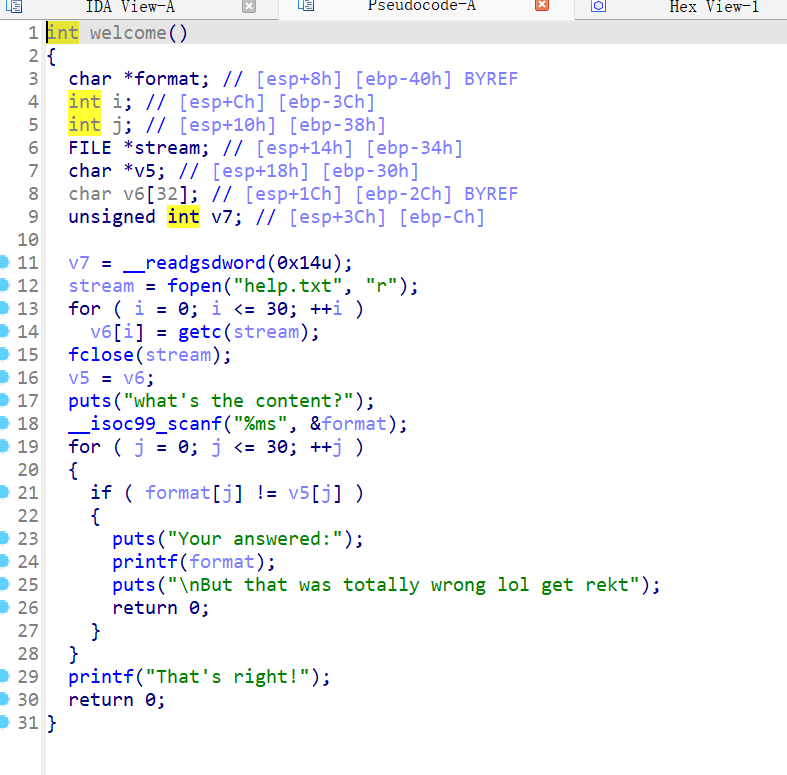 IDA View-A Pseudocode-A Hex View-1
1 int welcome()
2 {
3   char *format; // [esp+8h] [ebp-40h] BYREF
4   int i; // [esp+Ch] [ebp-3Ch]
5   int j; // [esp+10h] [ebp-38h]
6   FILE *stream; // [esp+14h] [ebp-34h]
7   char *v5; // [esp+18h] [ebp-30h]
8   char v6[32]; // [esp+1Ch] [ebp-2Ch] BYREF
9   unsigned int v7; // [esp+3Ch] [ebp-Ch]
10
11   v7 = __readgsdword(0x14u);
12   stream = fopen("help.txt", "r");
13   for ( i = 0; i <= 30; ++i )
14     v6[i] = getc(stream);
15   fclose(stream);
16   v5 = v6;
17   puts("what's the content?");
18   __isoc99_scanf("%ms", &format);
19   for ( j = 0; j <= 30; ++j )
20   {
21     if ( format[j] != v5[j] )
22     {
23       puts("Your answered:");
24       printf(format);
25       puts("\nBut that was totally wrong lol get rekt");
26       return 0;
27     }
28   }
29   printf("That's right!");
30   return 0;
31 }